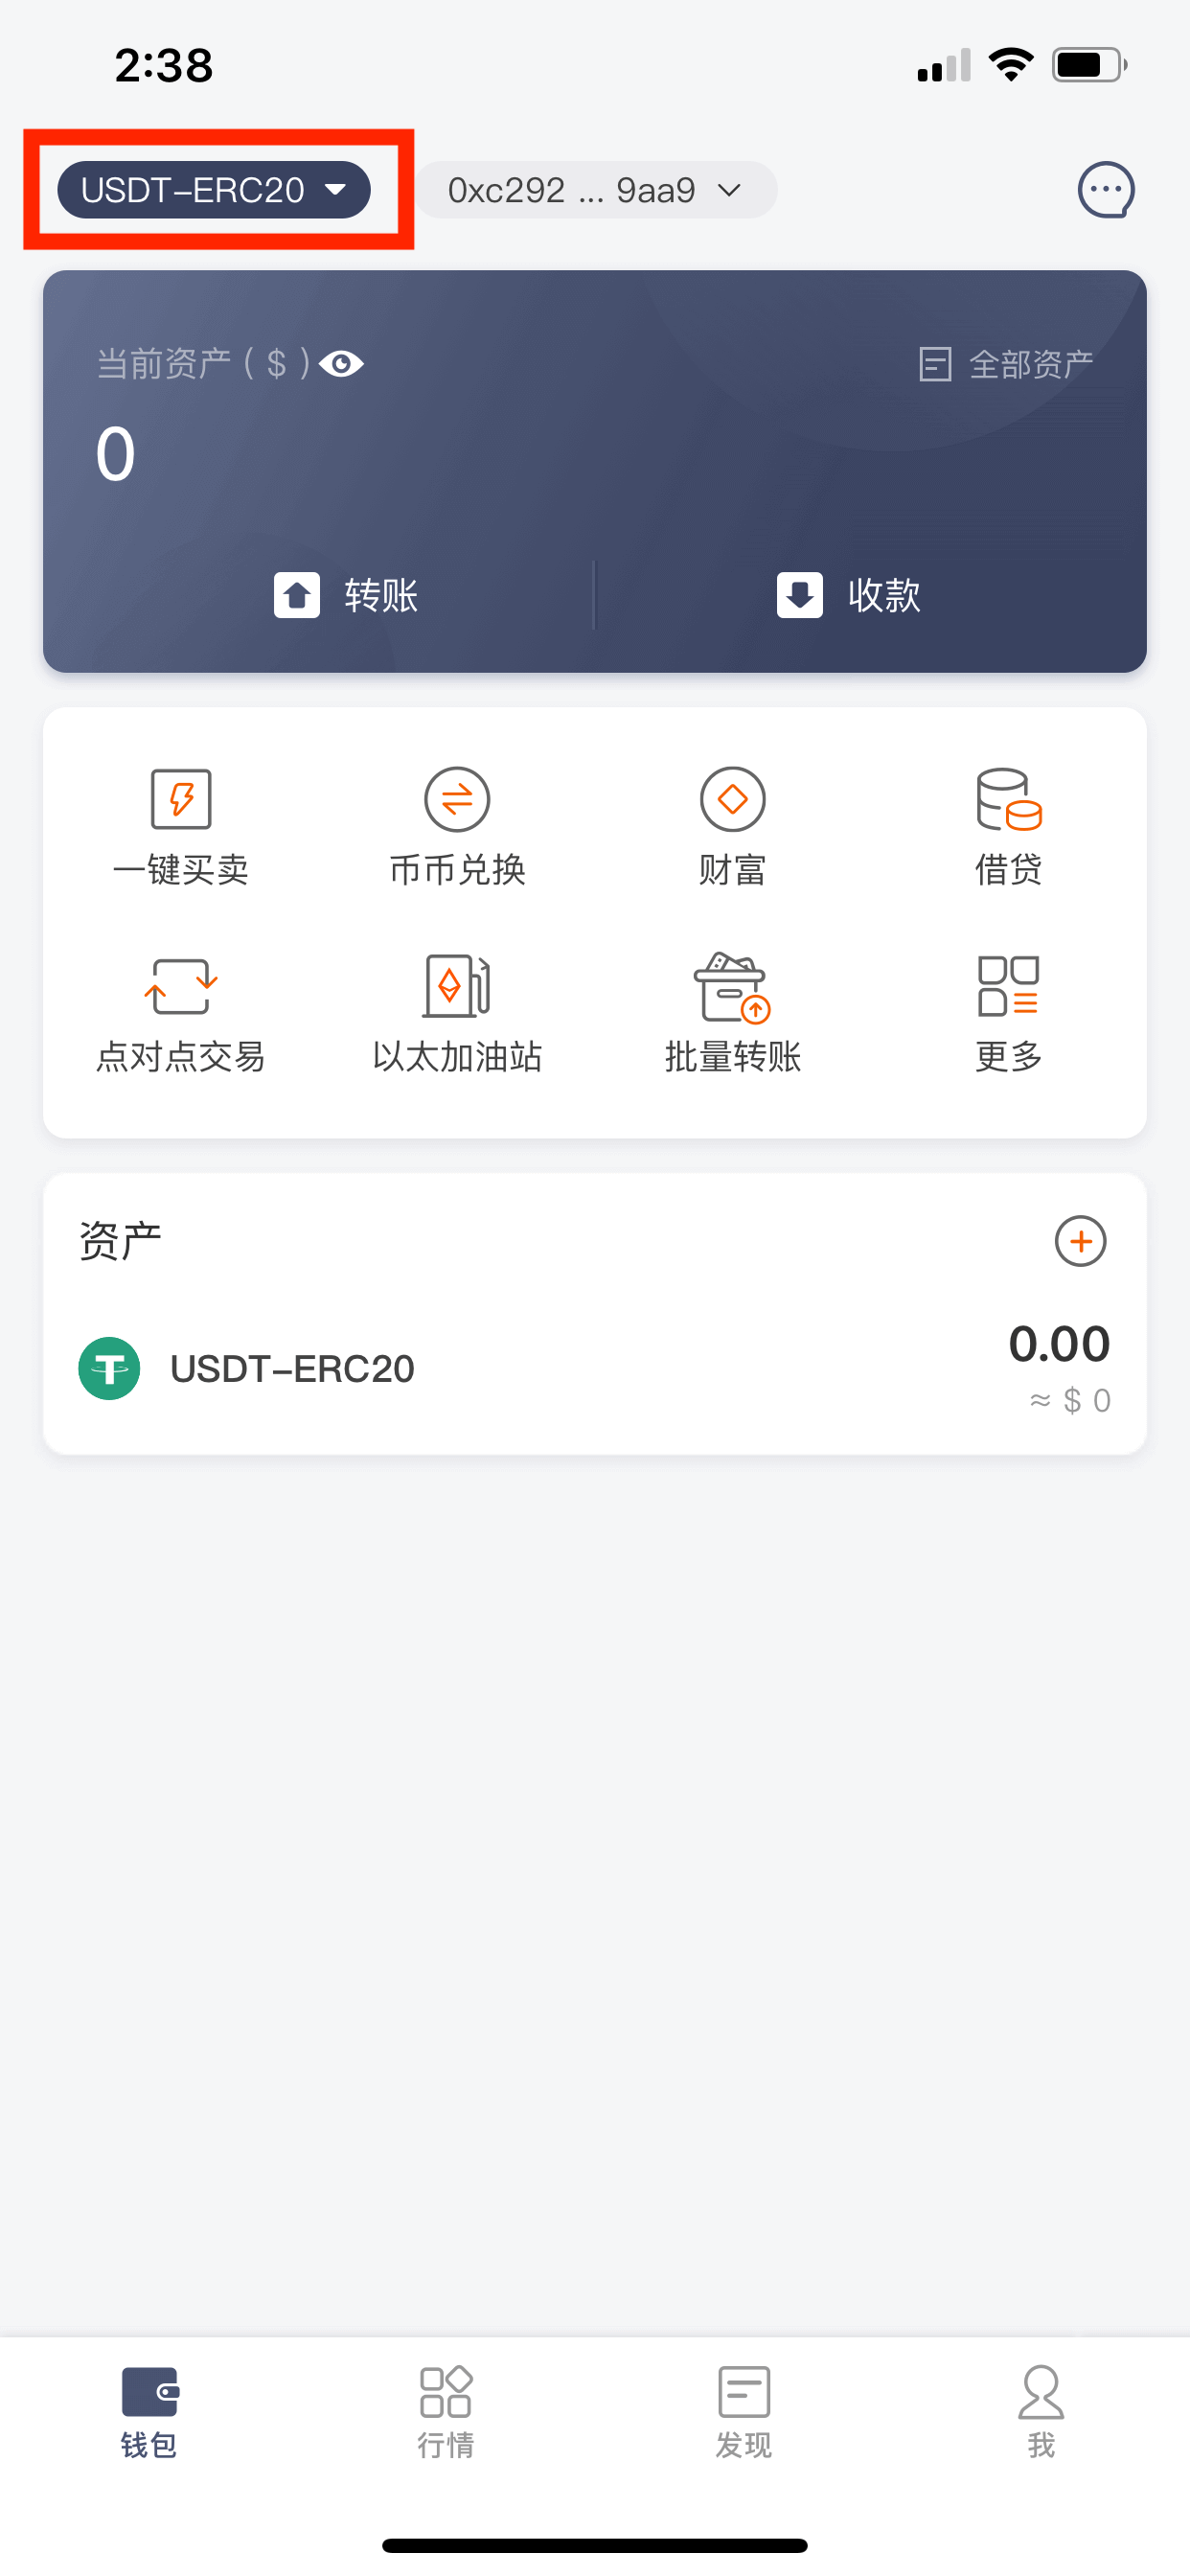 2:38
USDT-ERC20
0xc292 ... 9aa9
当前资产 ( $ )
全部资产
0
转账
收款
一键买卖
币币兑换
财富
借贷
点对点交易
以太加油站
批量转账
更多
资产
USDT-ERC20
0.00
≈ $ 0
钱包
行情
发现
我